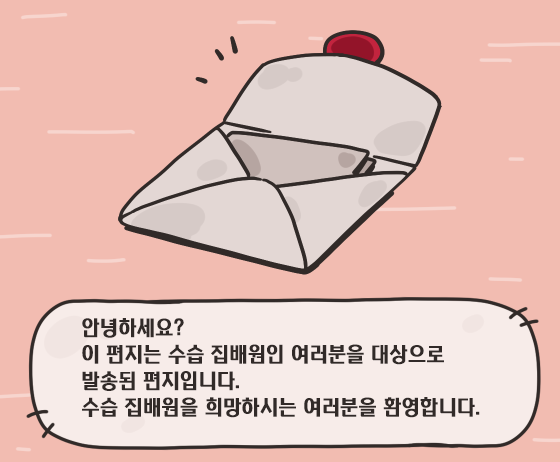 안녕하세요?
이 편지는 수습 집배원인 여러분을 대상으로
발송된 편지입니다.
수습 집배원을 희망하시는 여러분을 환영합니다.